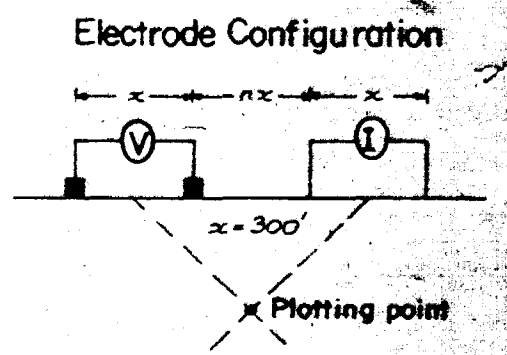 Electrode Configuration
x nx x
V I
x = 300'
Plotting point